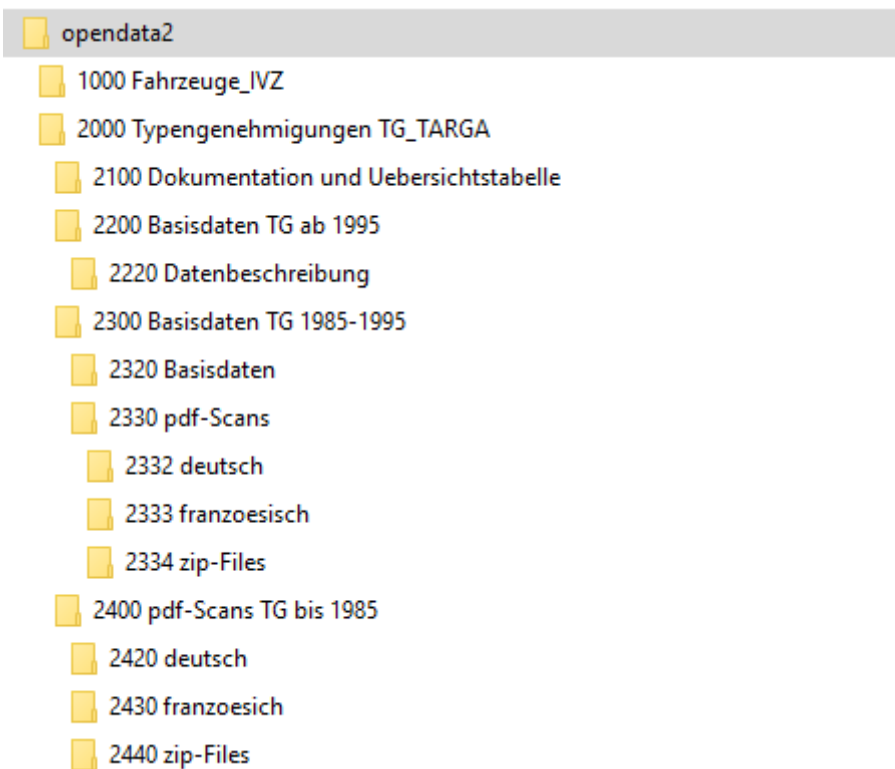 opendata2
1000 Fahrzeuge_IVZ
2000 Typengenehmigungen TG_TARGA
2100 Dokumentation und Uebersichtstabelle
2200 Basisdaten TG ab 1995
2220 Datenbeschreibung
2300 Basisdaten TG 1985-1995
2320 Basisdaten
2330 pdf-Scans
2332 deutsch
2333 franzoesisch
2334 zip-Files
2400 pdf-Scans TG bis 1985
2420 deutsch
2430 franzoesich
2440 zip-Files